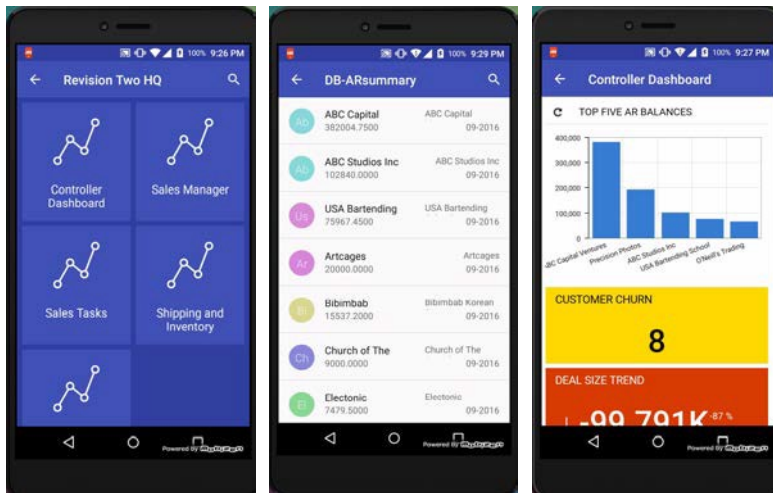 100% 9:26 PM
Revision Two HQ
Controller
Dashboard
Sales Manager
Sales Tasks
Shipping and
Inventory
Powered by Mobizen
100% 9:29 PM
DB-ARsummary
Ab
ABC Capital
ABC Capital
382004.7500
09-2016
Ab
ABC Studios Inc
ABC Studios Inc
102840.0000
09-2016
Us
USA Bartending
USA Bartending
75967.4500
09-2016
Ar
Artcages
Artcages
20000.0000
09-2016
Bi
Bibimbab
Bibimbab Korean
15537.2000
09-2016
Ch
Church of The
Church of The
9000.0000
09-2016
El
Electonic
Electonic
7479.5000
09-2016
Powered by Mobizen
100% 9:27 PM
Controller Dashboard
TOP FIVE AR BALANCES
400,000
300,000
200,000
100,000
0
ABC Capital Ventures
Precision Photos
ABC Studios Inc
USA Bartending School
O'Neill's Trading
CUSTOMER CHURN
8
DEAL SIZE TREND
-99.791K
-87 %
Powered by Mobizen